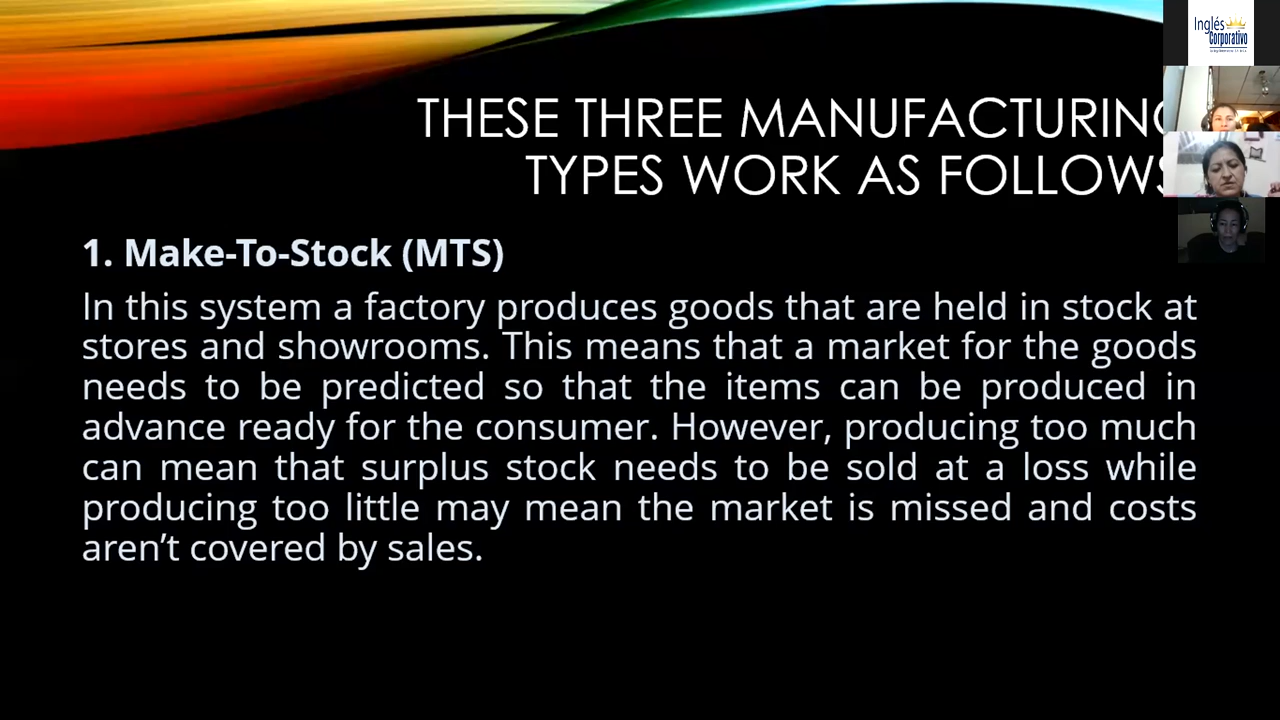 Inglés
Corporativo
THESE THREE MANUFACTURING
TYPES WORK AS FOLLOWS
1. Make-To-Stock (MTS)
In this system a factory produces goods that are held in stock at
stores and showrooms. This means that a market for the goods
needs to be predicted so that the items can be produced in
advance ready for the consumer. However, producing too much
can mean that surplus stock needs to be sold at a loss while
producing too little may mean the market is missed and costs
aren’t covered by sales.